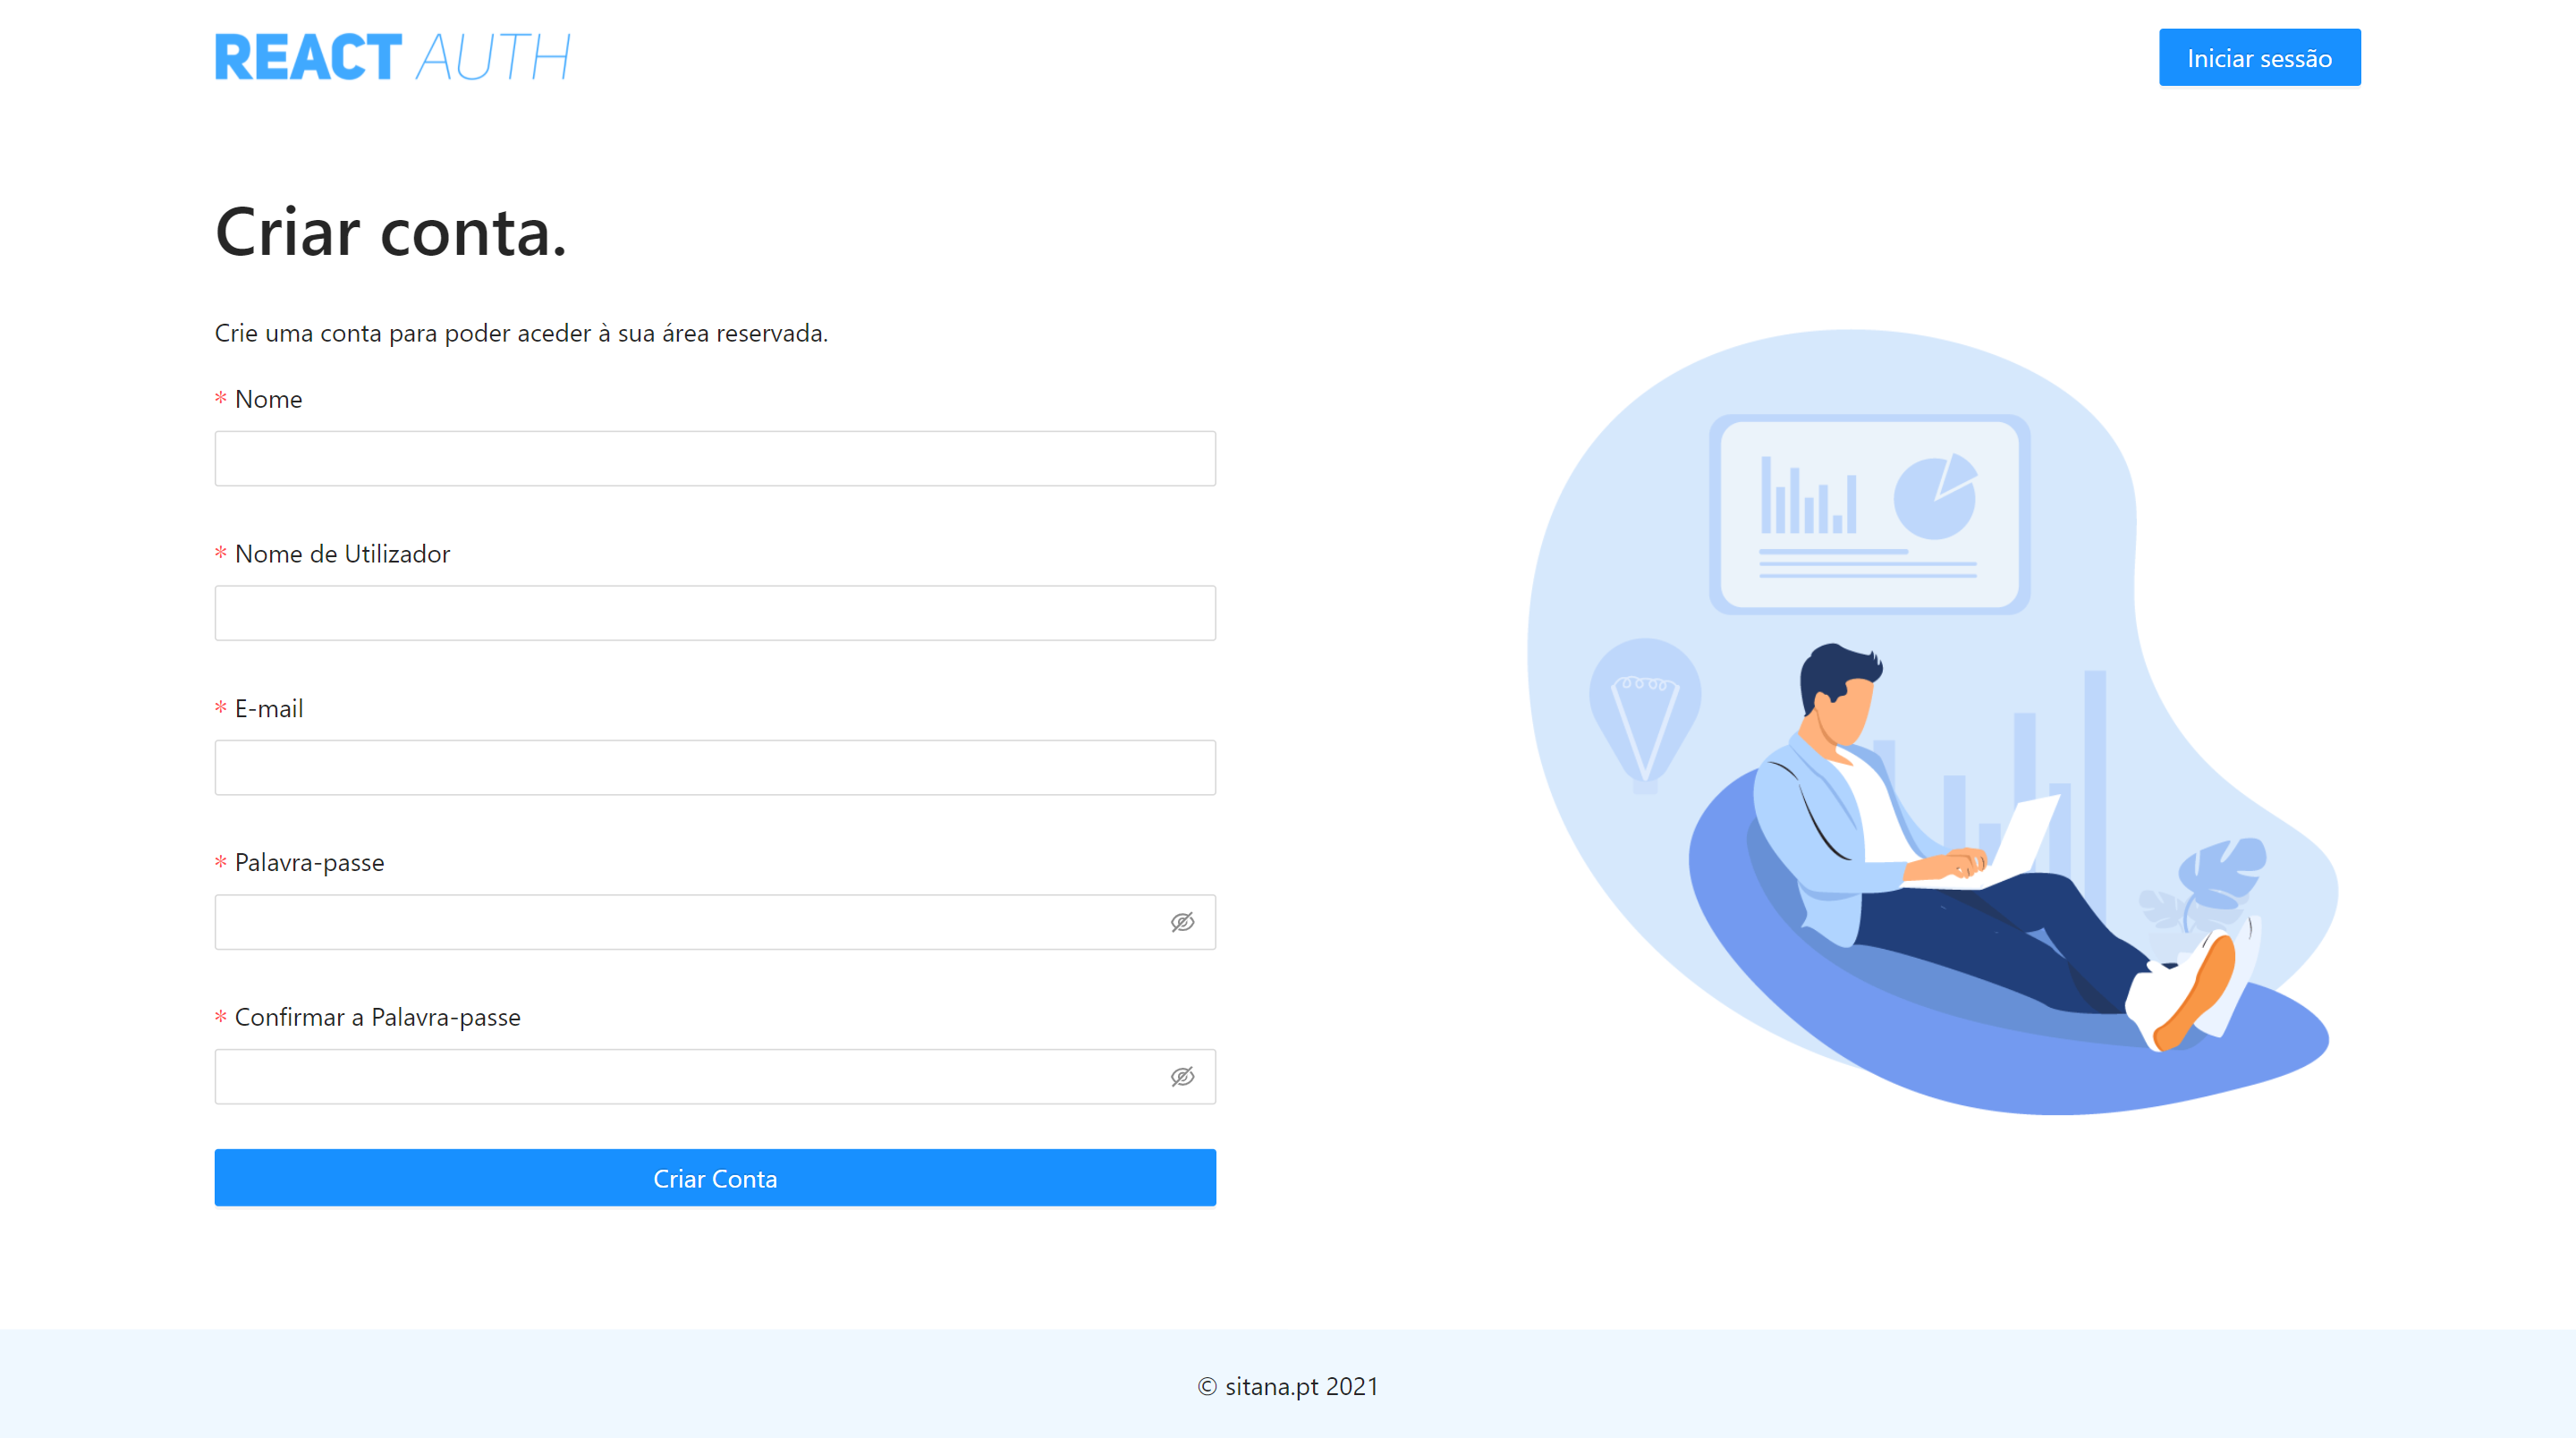 REACT AUTH
Iniciar sessão
Criar conta.
Crie uma conta para poder aceder à sua área reservada.
* Nome
* Nome de Utilizador
* E-mail
* Palavra-passe
* Confirmar a Palavra-passe
Criar Conta
© sitana.pt 2021